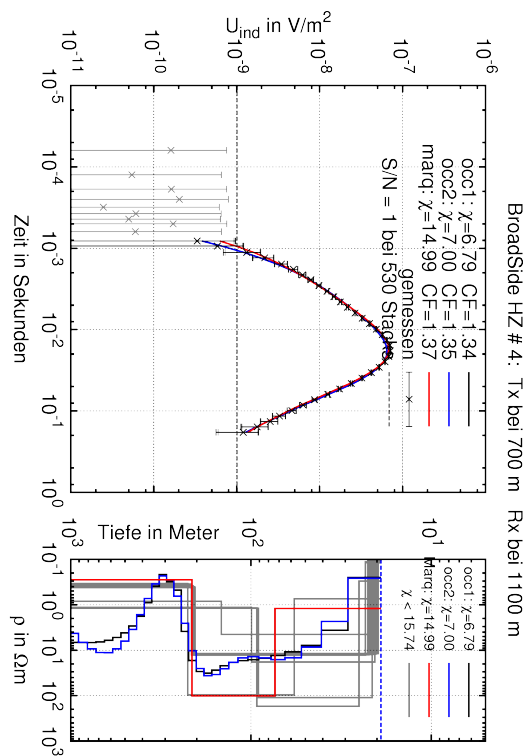 BroadSide HZ # 4:  Tx bei 700 m    Rx bei 1100 m
U_ind in V/m²
10⁻⁶
10⁻⁷
10⁻⁸
10⁻⁹
10⁻¹⁰
10⁻¹¹
10⁻⁵
10⁻⁴
10⁻³
10⁻²
10⁻¹
10⁰
Zeit in Sekunden
occ1: χ=6.79  CF=1.34
occ2: χ=7.00  CF=1.35
marq: χ=14.99  CF=1.37
gemessen
S/N = 1 bei 530 Stacks
Tiefe in Meter
10¹
10²
10³
10⁻¹
10⁰
10¹
10²
10³
ρ in Ωm
occ1: χ=6.79
occ2: χ=7.00
Marq: χ=14.99
χ < 15.74